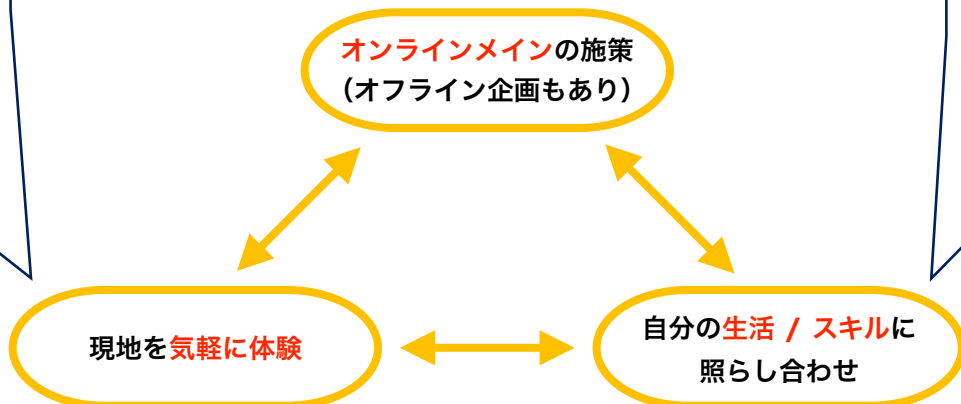 オンラインメインの施策
（オフライン企画もあり）
現地を気軽に体験
自分の生活 / スキルに
照らし合わせ